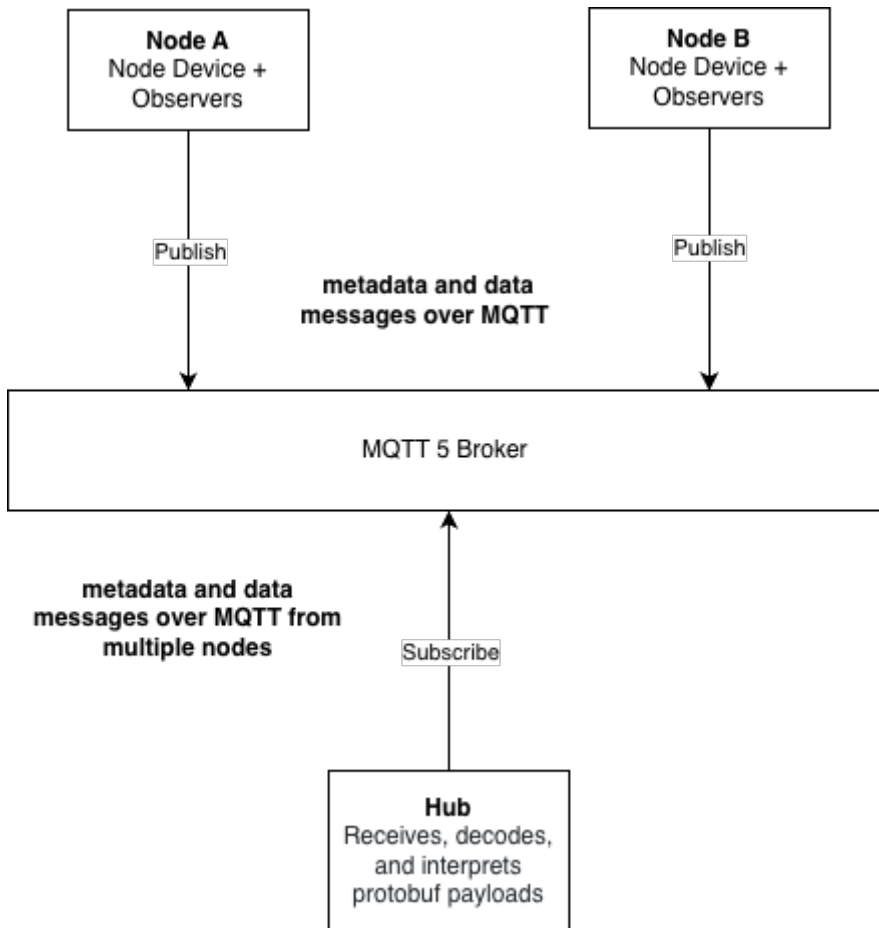 Node A
Node Device +
Observers
Node B
Node Device +
Observers
Publish
Publish
metadata and data
messages over MQTT
MQTT 5 Broker
metadata and data
messages over MQTT from
multiple nodes
Subscribe
Hub
Receives, decodes,
and interprets
protobuf payloads